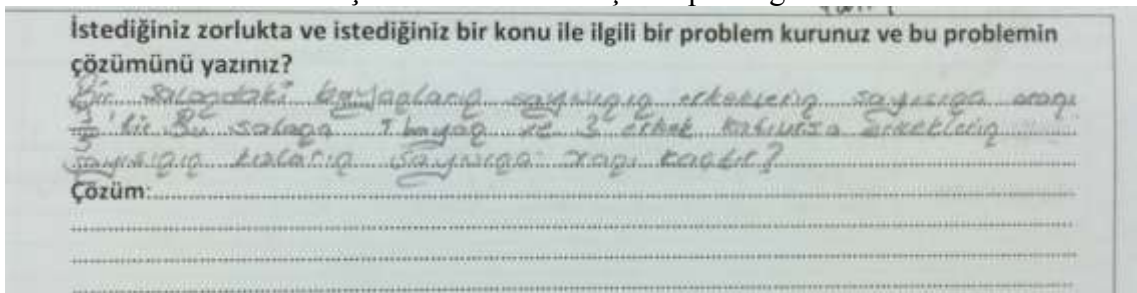 İstediğiniz zorlukta ve istediğiniz bir konu ile ilgili bir problem kurunuz ve bu problemin
çözümünü yazınız?
Bir salondaki bayanların sayısının erkeklerin sayısına oranı
'tir. Bu salona 1 bayan ve 3 erkek katılırsa erkeklerin
sayısının kızların sayısına oranı kaçtır?
Çözüm: